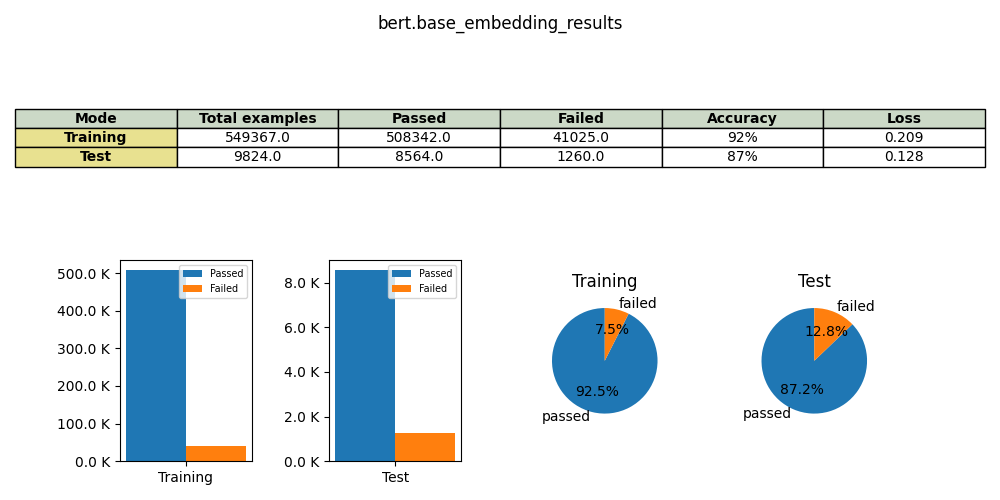 bert.base_embedding_results
Mode Total examples Passed Failed Accuracy Loss
Training 549367.0 508342.0 41025.0 92% 0.209
Test 9824.0 8564.0 1260.0 87% 0.128
500.0 K
400.0 K
300.0 K
200.0 K
100.0 K
0.0 K
Passed
Failed
Training
8.0 K
6.0 K
4.0 K
2.0 K
0.0 K
Passed
Failed
Test
Training
failed
7.5%
92.5%
passed
Test
failed
12.8%
87.2%
passed